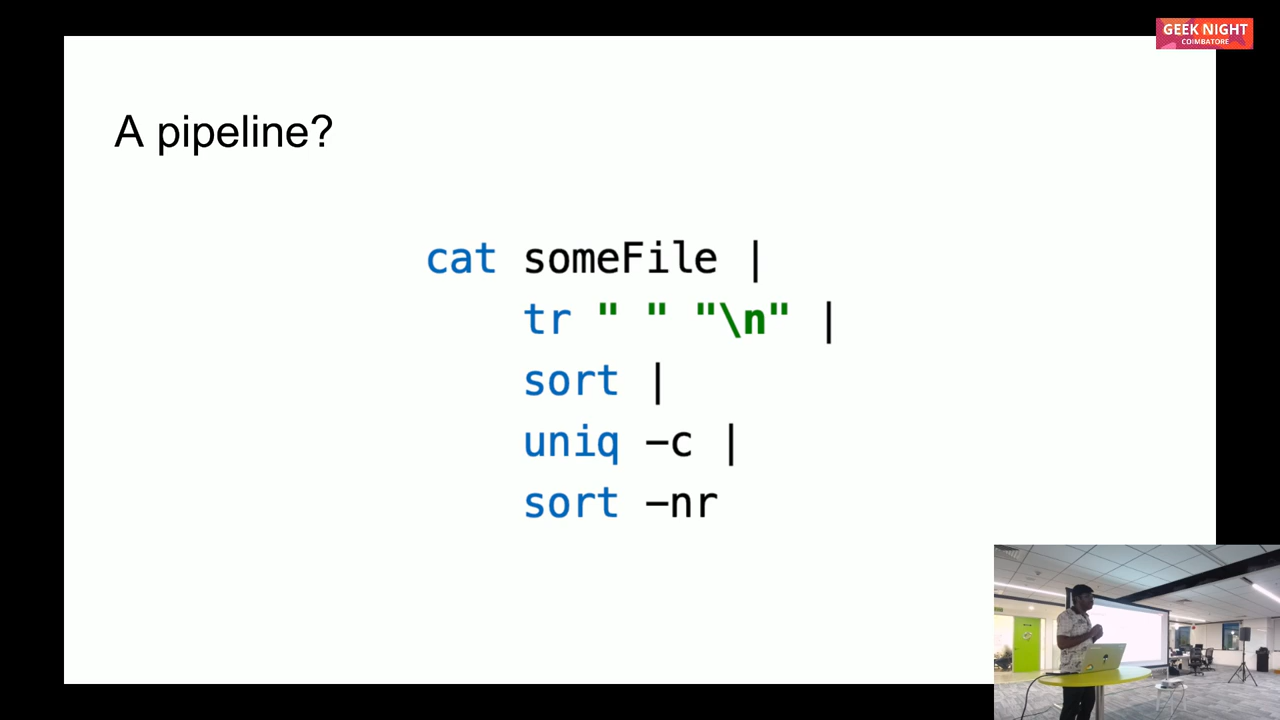 GEEK NIGHT
COIMBATORE
A pipeline?
cat someFile |
tr " " "\n" |
sort |
uniq -c |
sort -nr